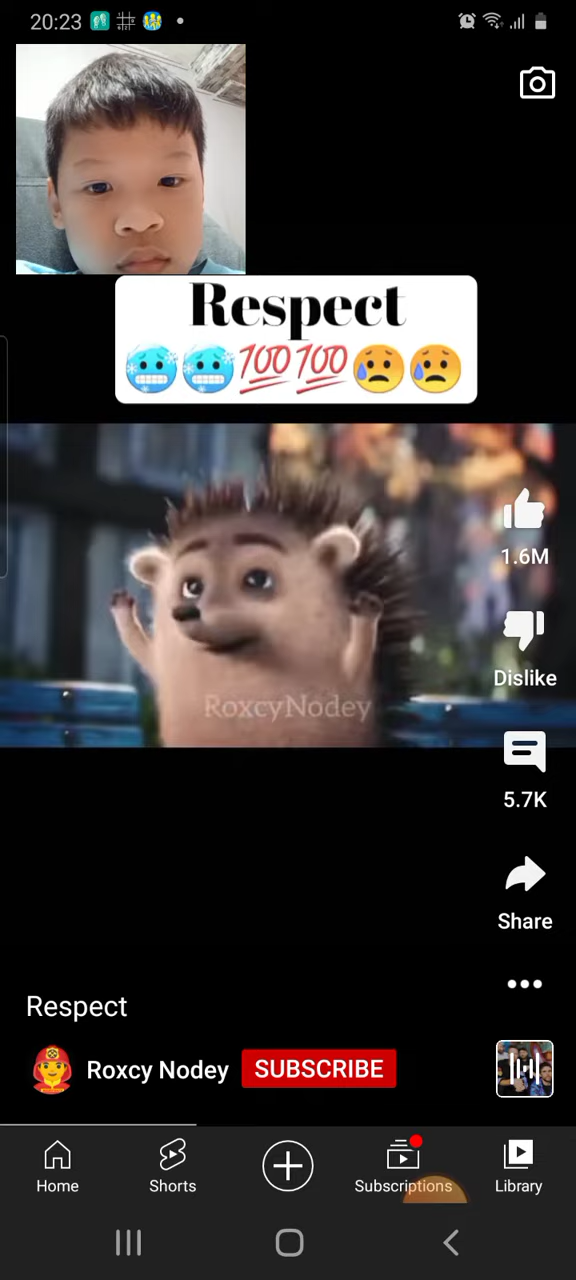 20:23
Respect
🥶🥶💯💯😥😥
1.6M
RoxcyNodey
Dislike
5.7K
Share
Respect
Roxcy Nodey SUBSCRIBE
Home Shorts Subscriptions Library